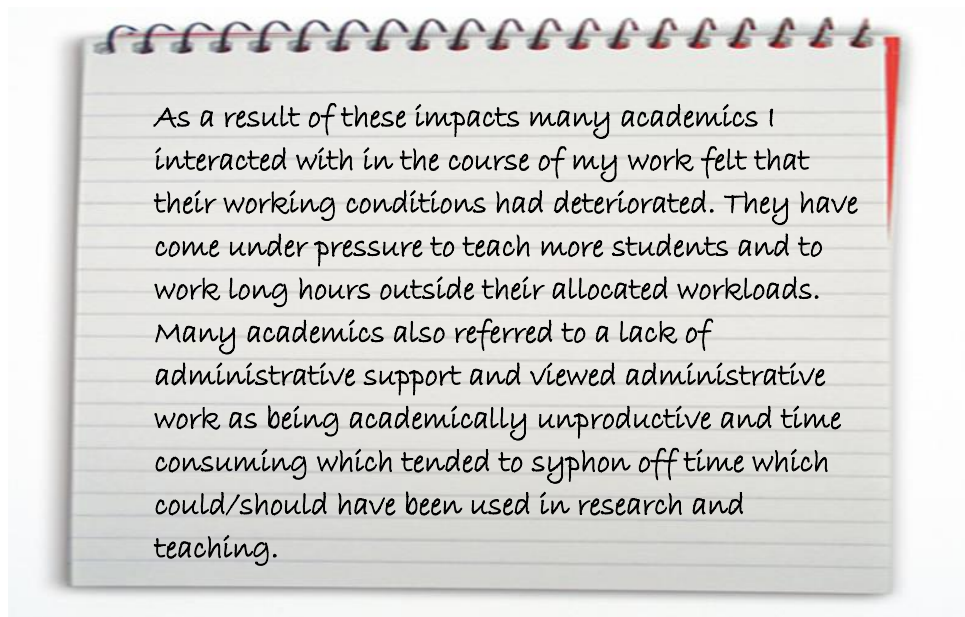 As a result of these impacts many academics I
interacted with in the course of my work felt that
their working conditions had deteriorated. They have
come under pressure to teach more students and to
work long hours outside their allocated workloads.
Many academics also referred to a lack of
administrative support and viewed administrative
work as being academically unproductive and time
consuming which tended to syphon off time which
could/should have been used in research and
teaching.